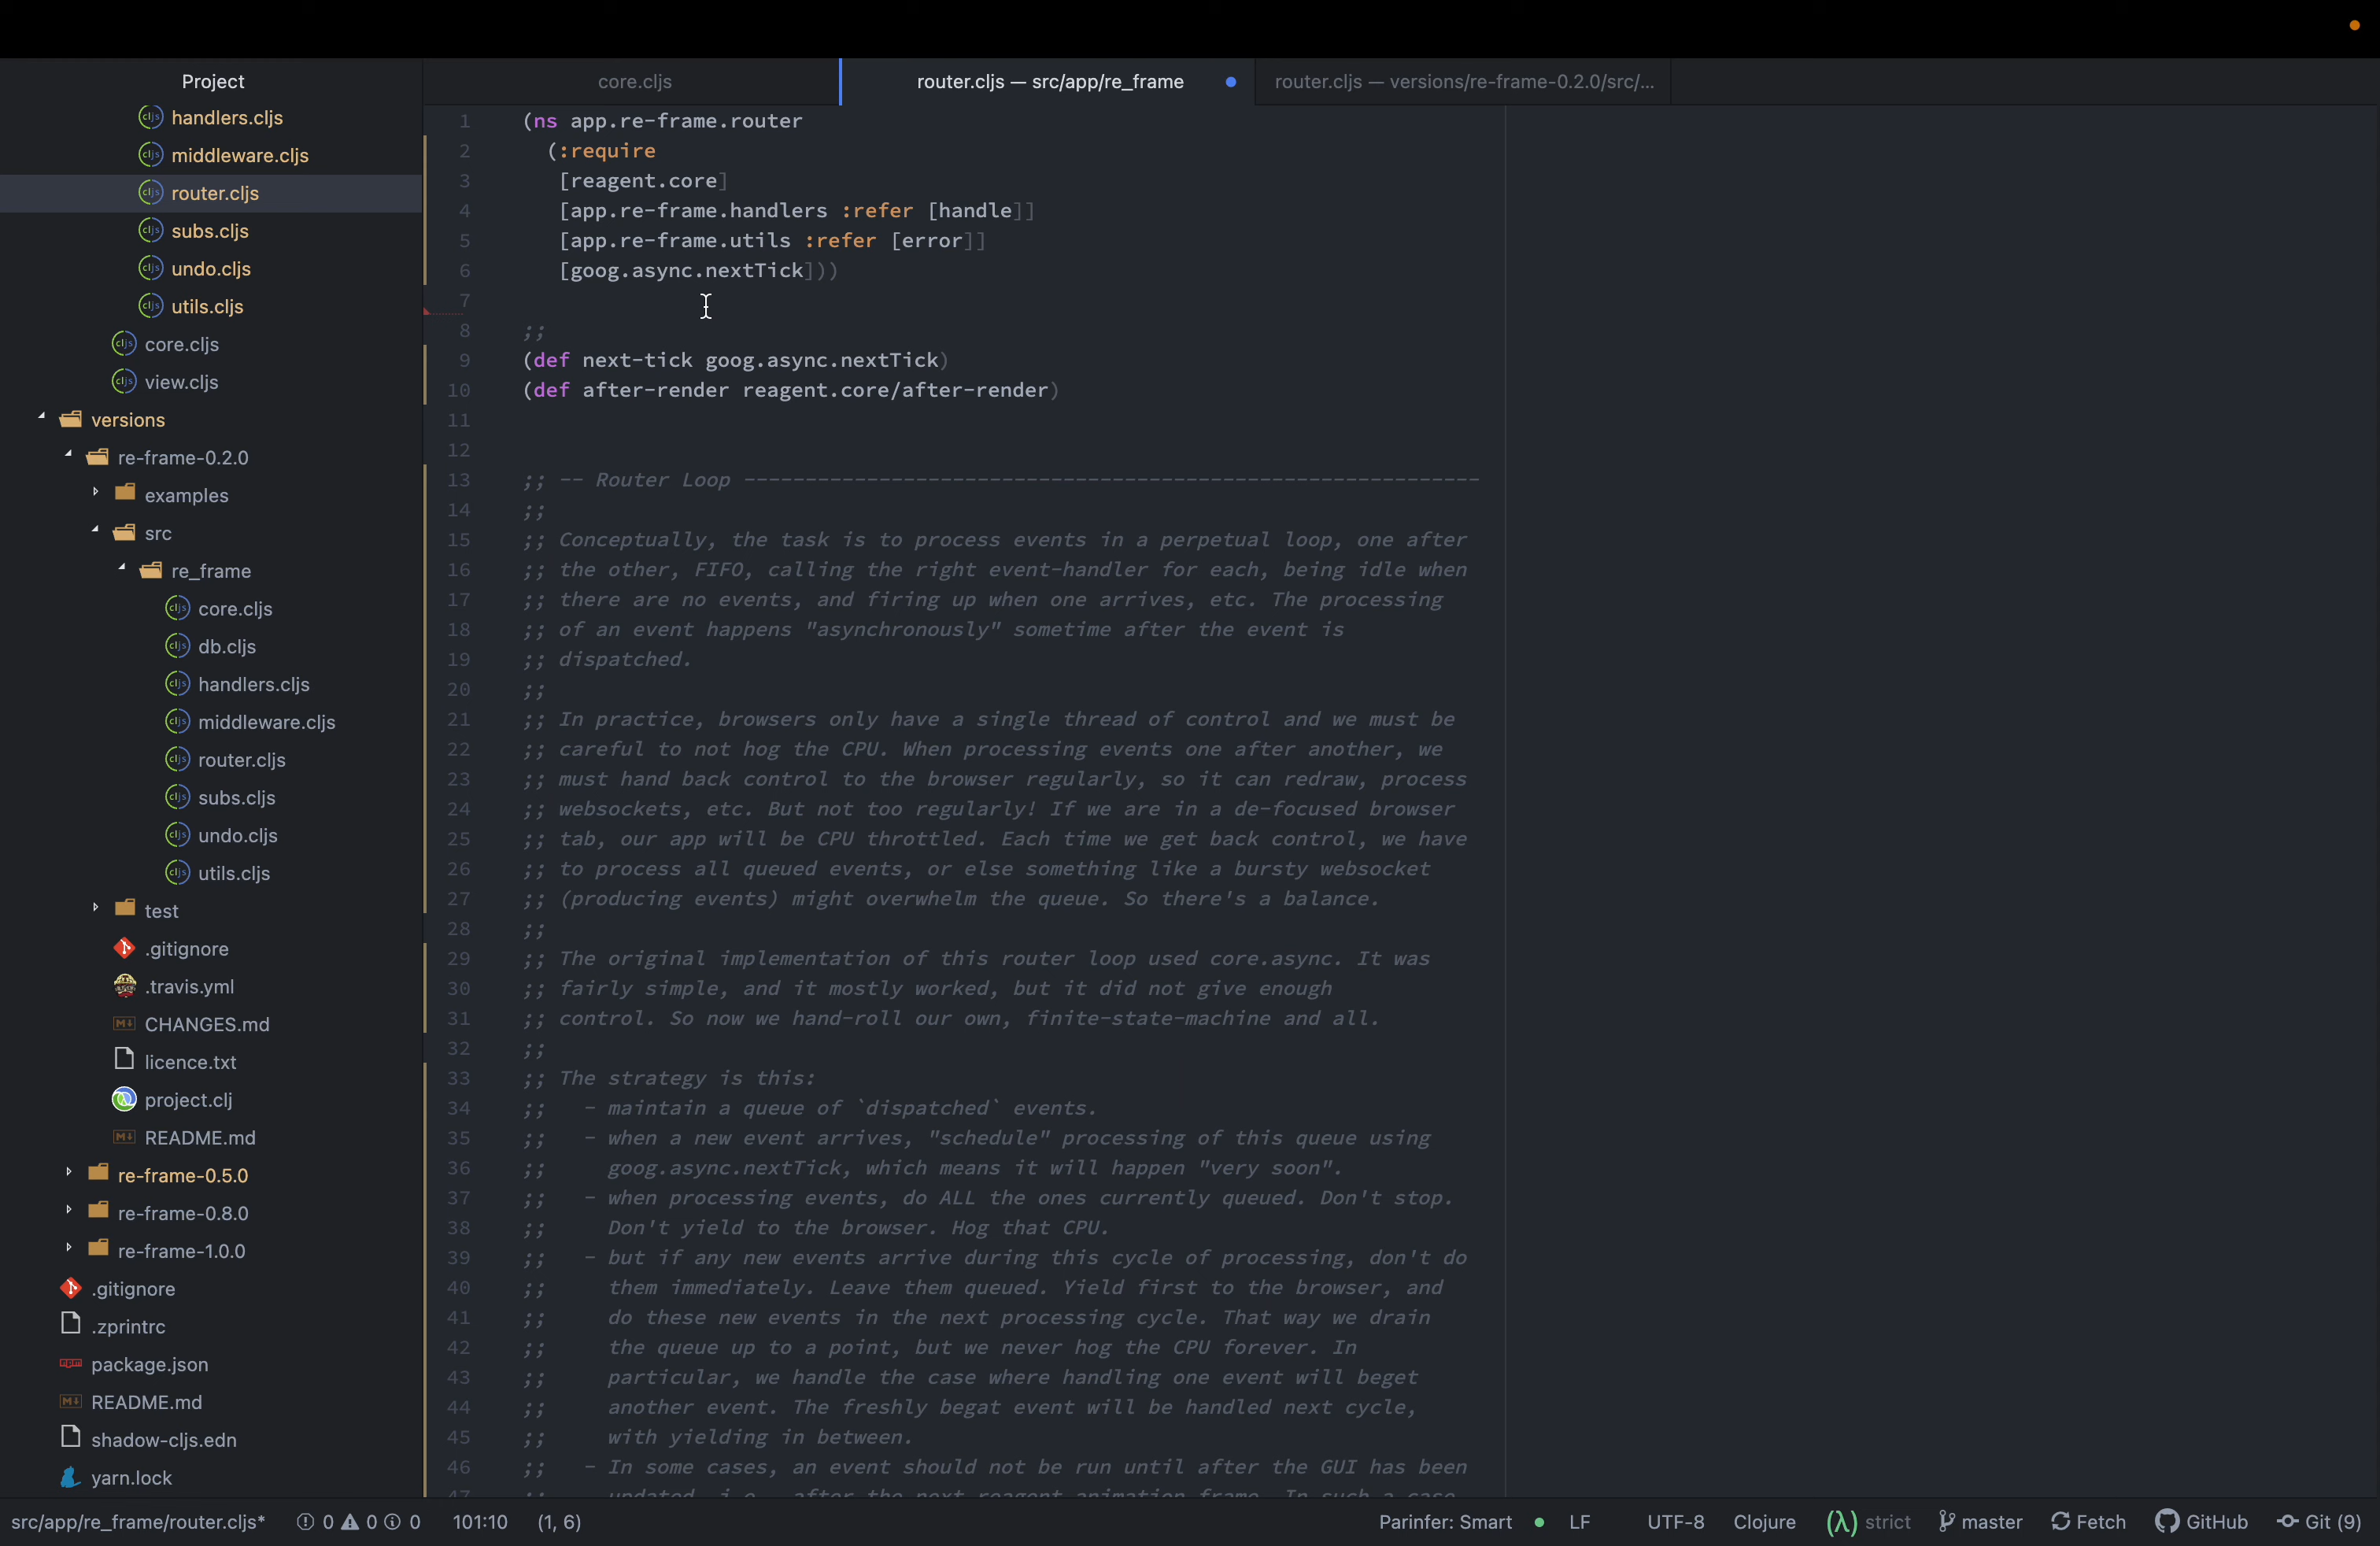 Project
handlers.cljs
middleware.cljs
router.cljs
subs.cljs
undo.cljs
utils.cljs
core.cljs
view.cljs
versions
re-frame-0.2.0
examples
src
re_frame
core.cljs
db.cljs
handlers.cljs
middleware.cljs
router.cljs
subs.cljs
undo.cljs
utils.cljs
test
.gitignore
.travis.yml
CHANGES.md
licence.txt
project.clj
README.md
re-frame-0.5.0
re-frame-0.8.0
re-frame-1.0.0
.gitignore
.zprintrc
package.json
README.md
shadow-cljs.edn
yarn.lock
core.cljs
router.cljs — src/app/re_frame
router.cljs — versions/re-frame-0.2.0/src/...
1 (ns app.re-frame.router
2 (:require
3 [reagent.core]
4 [app.re-frame.handlers :refer [handle]]
5 [app.re-frame.utils :refer [error]]
6 [goog.async.nextTick]))
7
8 ;;
9 (def next-tick goog.async.nextTick)
10 (def after-render reagent.core/after-render)
11
12
13 ;; -- Router Loop ------------------------------------------------------------
14 ;;
15 ;; Conceptually, the task is to process events in a perpetual loop, one after
16 ;; the other, FIFO, calling the right event-handler for each, being idle when
17 ;; there are no events, and firing up when one arrives, etc. The processing
18 ;; of an event happens "asynchronously" sometime after the event is
19 ;; dispatched.
20 ;;
21 ;; In practice, browsers only have a single thread of control and we must be
22 ;; careful to not hog the CPU. When processing events one after another, we
23 ;; must hand back control to the browser regularly, so it can redraw, process
24 ;; websockets, etc. But not too regularly! If we are in a de-focused browser
25 ;; tab, our app will be CPU throttled. Each time we get back control, we have
26 ;; to process all queued events, or else something like a bursty websocket
27 ;; (producing events) might overwhelm the queue. So there's a balance.
28 ;;
29 ;; The original implementation of this router loop used core.async. It was
30 ;; fairly simple, and it mostly worked, but it did not give enough
31 ;; control. So now we hand-roll our own, finite-state-machine and all.
32 ;;
33 ;; The strategy is this:
34 ;; - maintain a queue of `dispatched` events.
35 ;; - when a new event arrives, "schedule" processing of this queue using
36 ;; goog.async.nextTick, which means it will happen "very soon".
37 ;; - when processing events, do ALL the ones currently queued. Don't stop.
38 ;; Don't yield to the browser. Hog that CPU.
39 ;; - but if any new events arrive during this cycle of processing, don't do
40 ;; them immediately. Leave them queued. Yield first to the browser, and
41 ;; do these new events in the next processing cycle. That way we drain
42 ;; the queue up to a point, but we never hog the CPU forever. In
43 ;; particular, we handle the case where handling one event will beget
44 ;; another event. The freshly begat event will be handled next cycle,
45 ;; with yielding in between.
46 ;; - In some cases, an event should not be run until after the GUI has been
47 ;; updated, i.e., after the next reagent animation frame. In such a case,
src/app/re_frame/router.cljs* 0 0 0 101:10 (1, 6) Parinfer: Smart LF UTF-8 Clojure (λ) strict master Fetch GitHub Git (9)